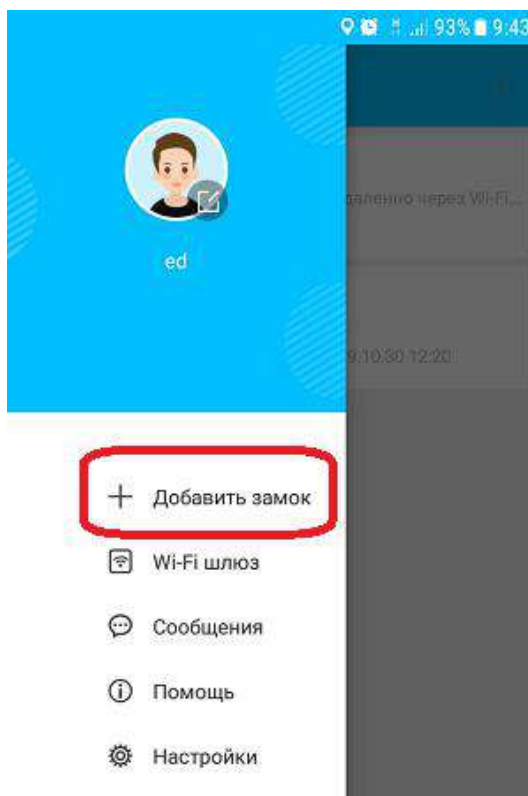 93% 9:43
ed
даленно через Wi-Fi...
9.10.30 12:20
Добавить замок
Wi-Fi шлюз
Сообщения
Помощь
Настройки